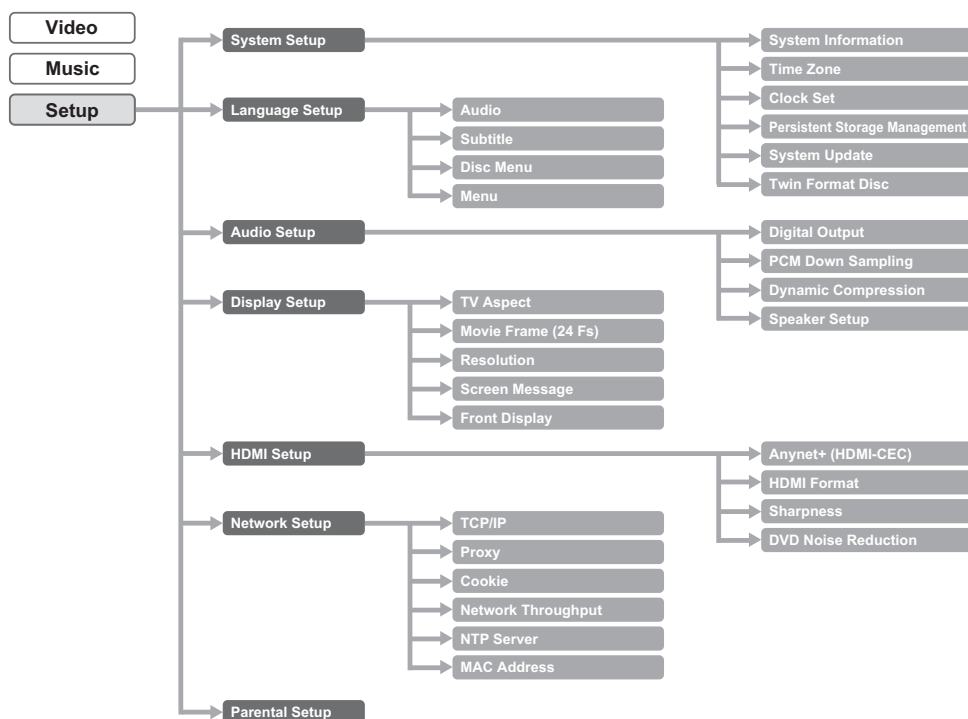 Video
Music
Setup
System Setup
System Information
Time Zone
Clock Set
Persistent Storage Management
System Update
Twin Format Disc
Language Setup
Audio
Subtitle
Disc Menu
Menu
Audio Setup
Digital Output
PCM Down Sampling
Dynamic Compression
Speaker Setup
Display Setup
TV Aspect
Movie Frame (24 Fs)
Resolution
Screen Message
Front Display
HDMI Setup
Anynet+ (HDMI-CEC)
HDMI Format
Sharpness
DVD Noise Reduction
Network Setup
TCP/IP
Proxy
Cookie
Network Throughput
NTP Server
MAC Address
Parental Setup